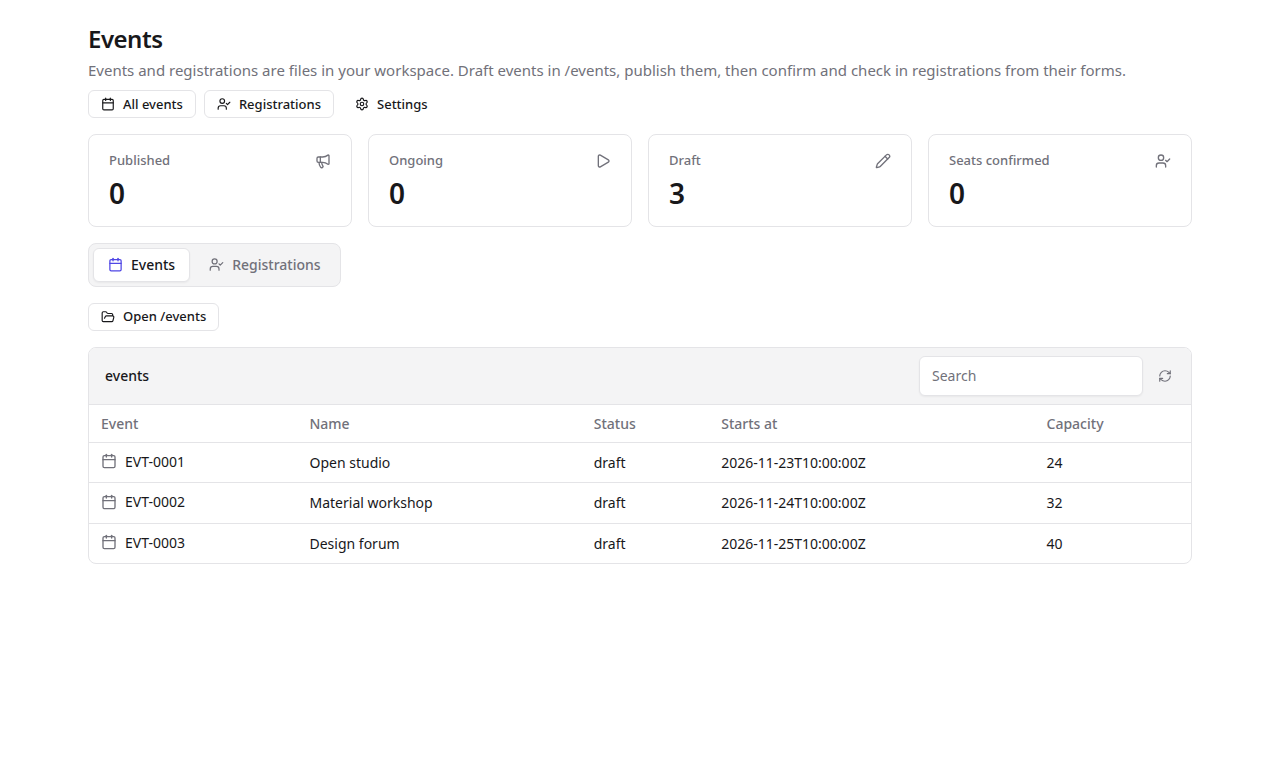 Events
Events and registrations are files in your workspace. Draft events in /events, publish them, then confirm and check in registrations from their forms.
All events Registrations Settings
Published Ongoing Draft Seats confirmed
0 0 3 0
Events Registrations
Open /events
events Search
Event Name Status Starts at Capacity
EVT-0001 Open studio draft 2026-11-23T10:00:00Z 24
EVT-0002 Material workshop draft 2026-11-24T10:00:00Z 32
EVT-0003 Design forum draft 2026-11-25T10:00:00Z 40